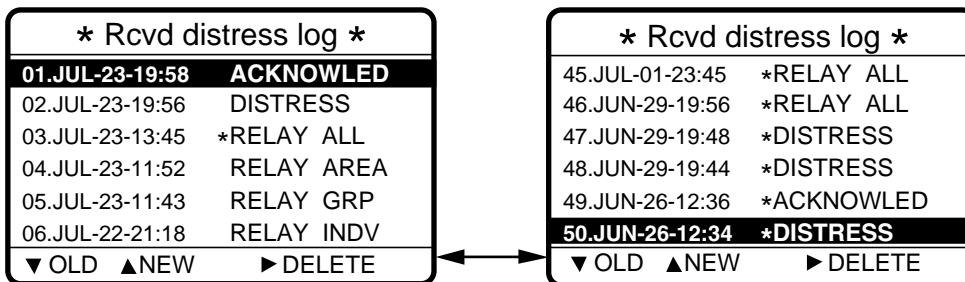 * Rcvd distress log *
01.JUL-23-19:58 ACKNOWLED
02.JUL-23-19:56 DISTRESS
03.JUL-23-13:45 *RELAY ALL
04.JUL-23-11:52 RELAY AREA
05.JUL-23-11:43 RELAY GRP
06.JUL-22-21:18 RELAY INDV
▼ OLD ▲NEW ▶ DELETE
* Rcvd distress log *
45.JUL-01-23:45 *RELAY ALL
46.JUN-29-19:56 *RELAY ALL
47.JUN-29-19:48 *DISTRESS
48.JUN-29-19:44 *DISTRESS
49.JUN-26-12:36 *ACKNOWLED
50.JUN-26-12:34 *DISTRESS
▼ OLD ▲NEW ▶ DELETE